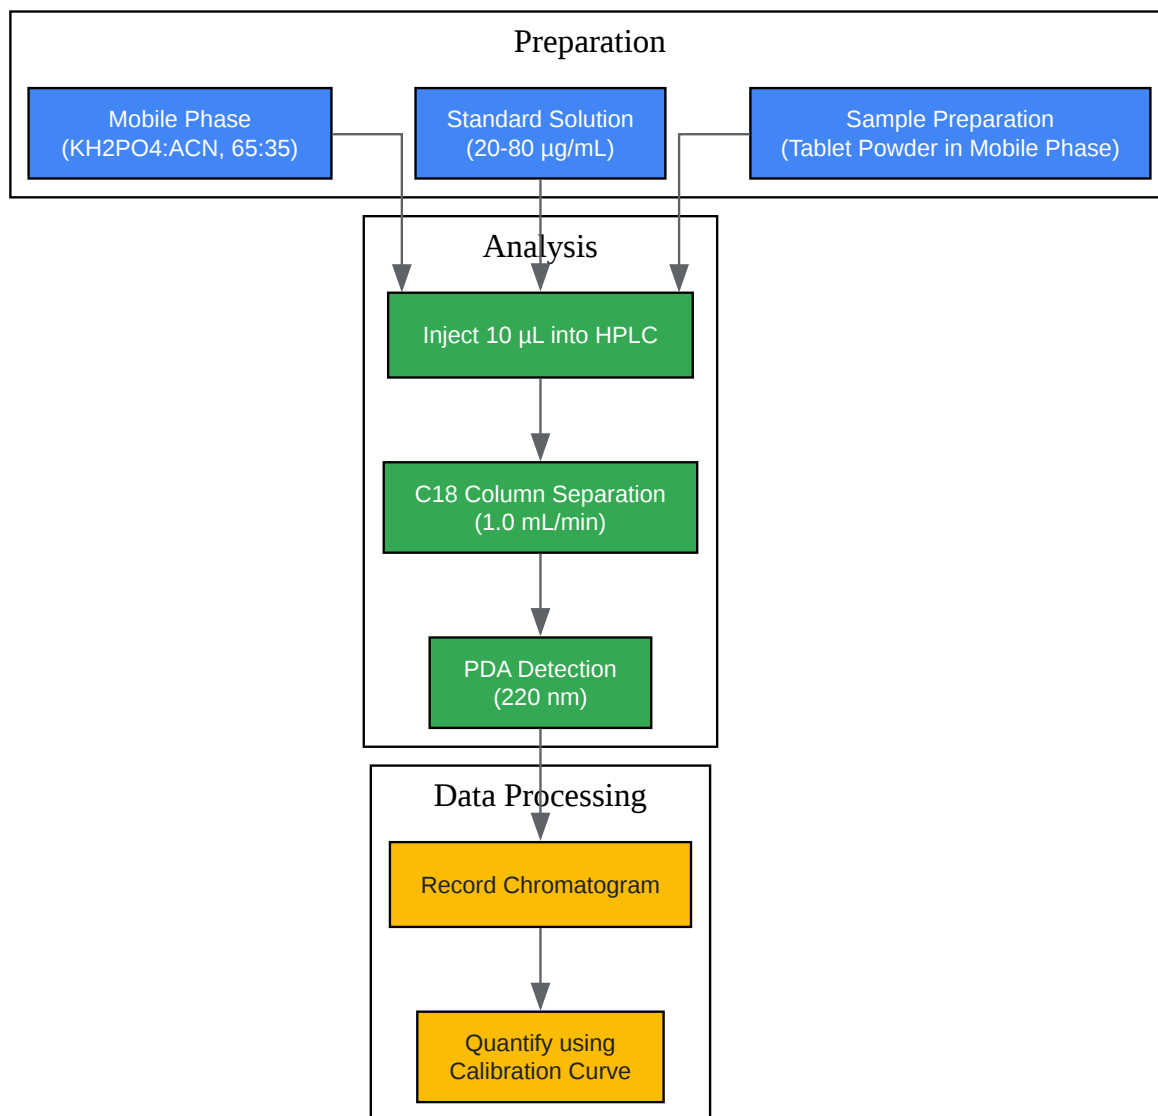 Preparation
Mobile Phase
(KH2PO4:ACN, 65:35)
Standard Solution
(20-80 µg/mL)
Sample Preparation
(Tablet Powder in Mobile Phase)
Analysis
Inject 10 µL into HPLC
C18 Column Separation
(1.0 mL/min)
PDA Detection
(220 nm)
Data Processing
Record Chromatogram
Quantify using
Calibration Curve